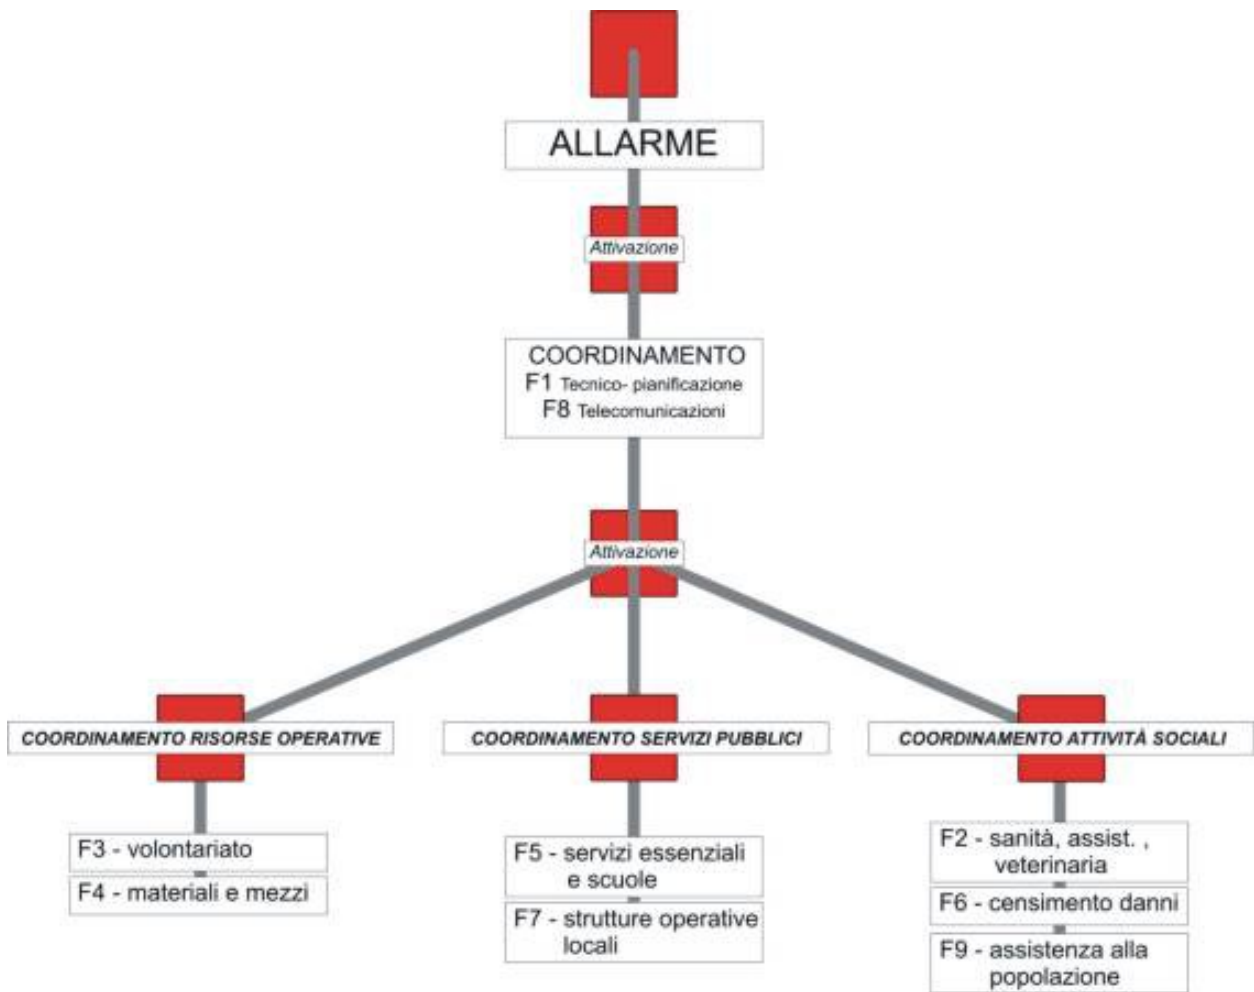 ALLARME
Attivazione
COORDINAMENTO
F1 Tecnico- pianificazione
F8 Telecomunicazioni
Attivazione
COORDINAMENTO RISORSE OPERATIVE
F3 - volontariato
F4 - materiali e mezzi
COORDINAMENTO SERVIZI PUBBLICI
F5 - servizi essenziali
e scuole
F7 - strutture operative
locali
COORDINAMENTO ATTIVITÀ SOCIALI
F2 - sanità, assist. ,
veterinaria
F6 - censimento danni
F9 - assistenza alla
popolazione